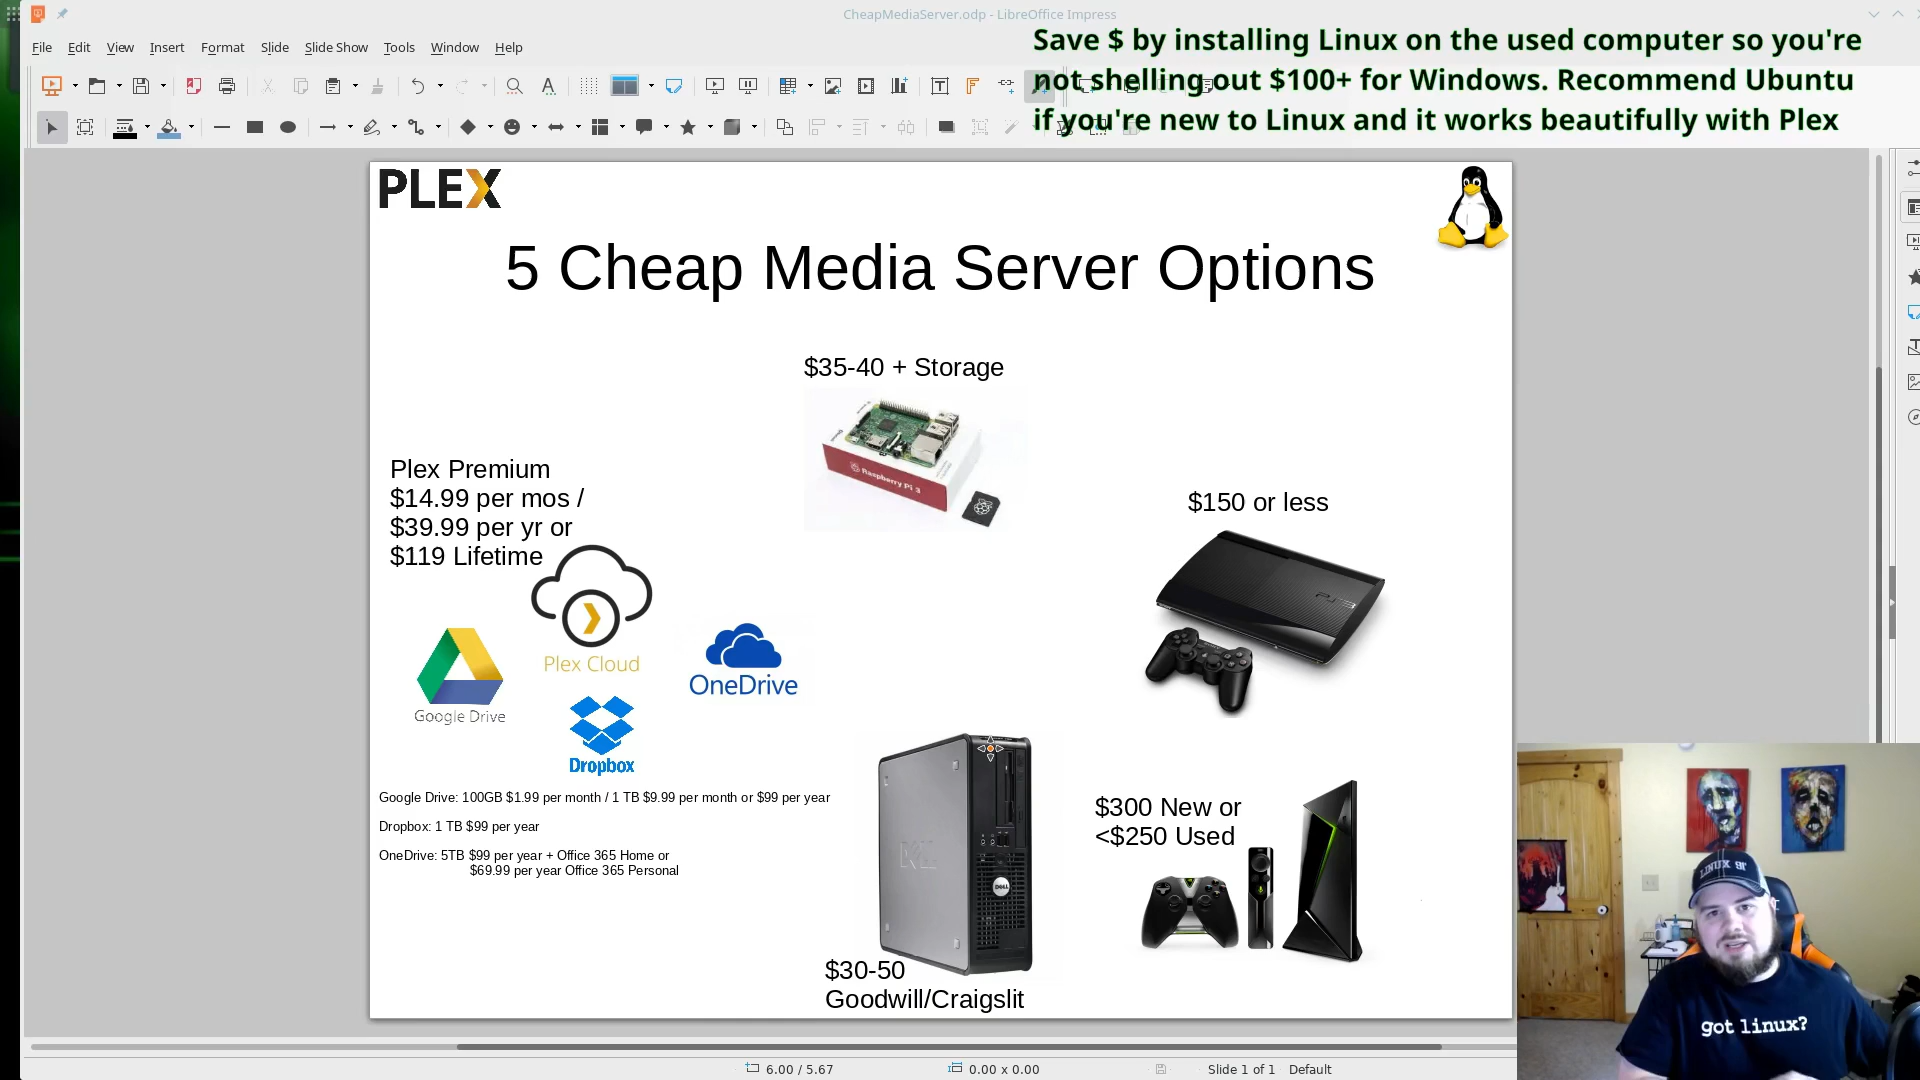 CheapMediaServer.odp - LibreOffice Impress
File Edit View Insert Format Slide Slide Show Tools Window Help
Save $ by installing Linux on the used computer so you're
not shelling out $100+ for Windows. Recommend Ubuntu
if you're new to Linux and it works beautifully with Plex
PLEX
5 Cheap Media Server Options
$35-40 + Storage
Raspberry Pi 3
Plex Premium
$14.99 per mos /
$39.99 per yr or
$119 Lifetime
$150 or less
PS3
Plex Cloud
Google Drive
OneDrive
Dropbox
Google Drive: 100GB $1.99 per month / 1 TB $9.99 per month or $99 per year
Dropbox: 1 TB $99 per year
OneDrive: 5TB $99 per year + Office 365 Home or
$69.99 per year Office 365 Personal
DELL
DELL
$300 New or
<$250 Used
$30-50
Goodwill/Craigslit
got linux?
6.00 / 5.67
0.00 x 0.00
Slide 1 of 1
Default